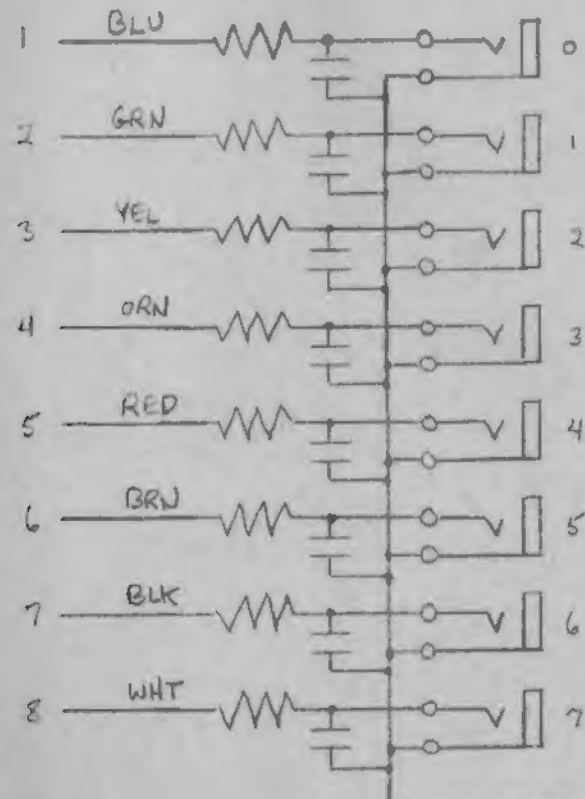 1 BLU 0
2 GRN 1
3 YEL 2
4 ORN 3
5 RED 4
6 BRN 5
7 BLK 6
8 WHT 7